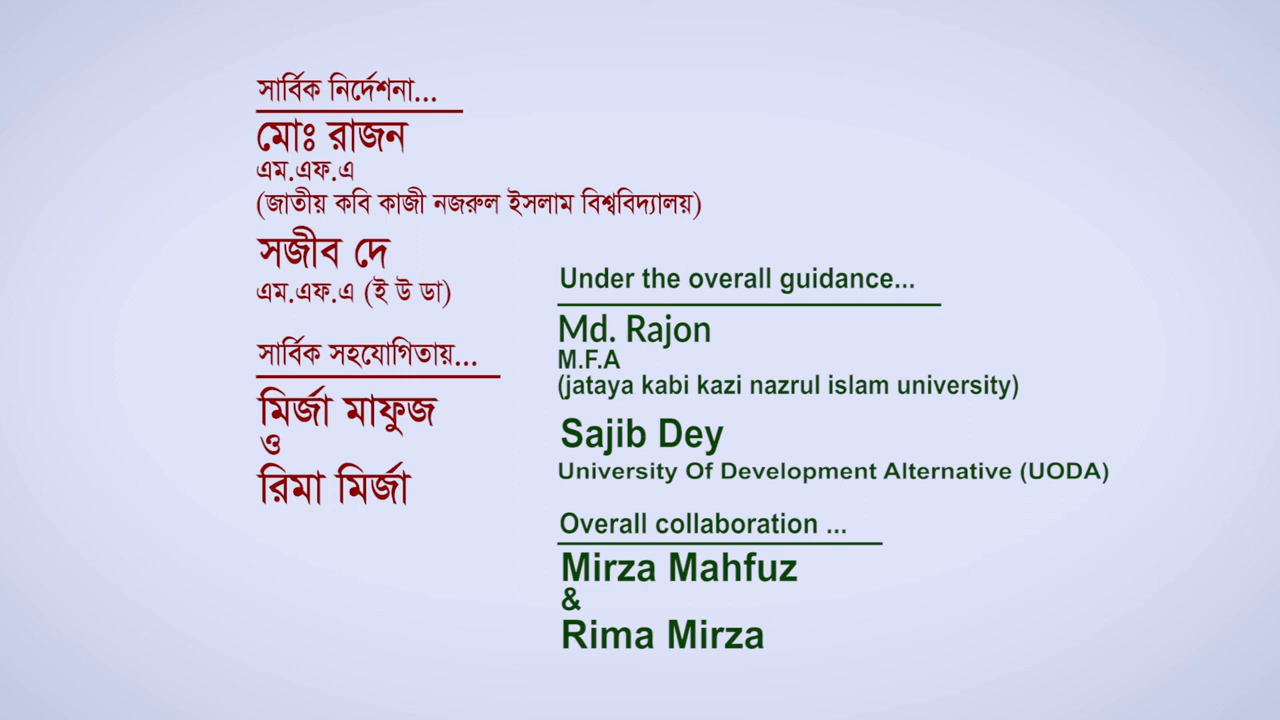 সার্বিক নির্দেশনা...
মোঃ রাজন
এম.এফ.এ
(জাতীয় কবি কাজী নজরুল ইসলাম বিশ্ববিদ্যালয়)
সজীব দে
এম.এফ.এ (ই উ ডা)
সার্বিক সহযোগিতায়...
মির্জা মাফুজ
ও
রিমা মির্জা
Under the overall guidance...
Md. Rajon
M.F.A
(jataya kabi kazi nazrul islam university)
Sajib Dey
University Of Development Alternative (UODA)
Overall collaboration ...
Mirza Mahfuz
&
Rima Mirza